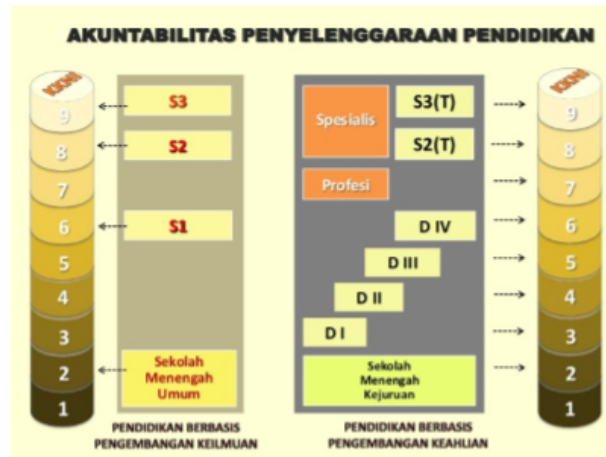 AKUNTABILITAS PENYELENGGARAAN PENDIDIKAN
KKNI
9
8
7
6
5
4
3
2
1
S3
S2
S1
Sekolah
Menengah
Umum
PENDIDIKAN BERBASIS
PENGEMBANGAN KEILMUAN
Spesialis
S3(T)
S2(T)
Profesi
D IV
D III
D II
D I
Sekolah
Menengah
Kejuruan
PENDIDIKAN BERBASIS
PENGEMBANGAN KEAHLIAN
KKNI
9
8
7
6
5
4
3
2
1